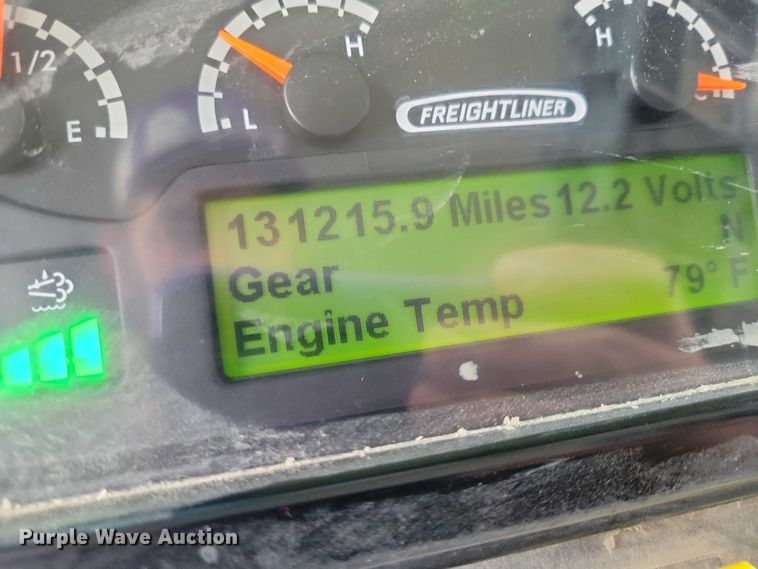 1/2
E
H
L
H
C
FREIGHTLINER
131215.9 Miles 12.2 Volts
Gear N
Engine Temp 79° F
Purple Wave Auction